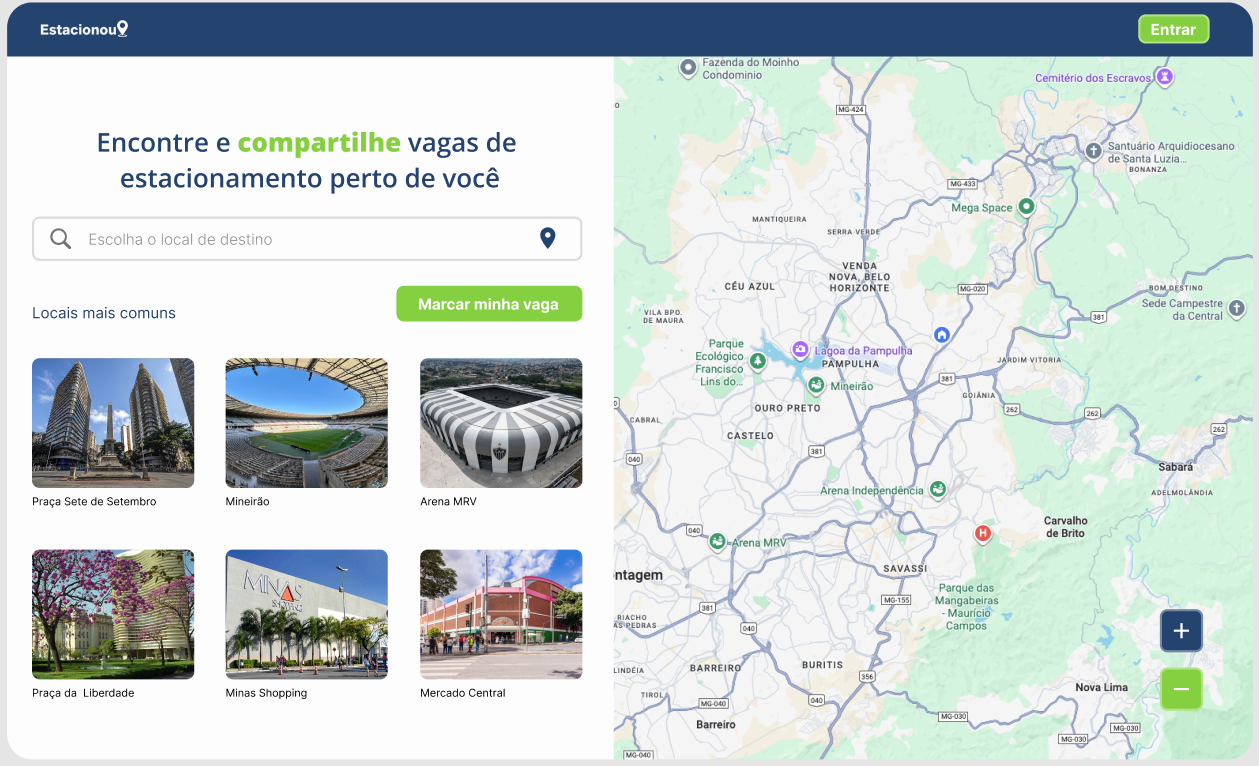 Estacionou
Entrar
Encontre e compartilhe vagas de
estacionamento perto de você
Escolha o local de destino
Marcar minha vaga
Locais mais comuns
Praça Sete de Setembro
Mineirão
Arena MRV
MINAS
SHOPPING
Praça da  Liberdade
Minas Shopping
Mercado Central
Fazenda do Moinho
Condominio
Cemitério dos Escravos
MG-424
Santuário Arquidiocesano
de Santa Luzia...
BONANZA
MG-433
Mega Space
MANTIQUEIRA
SERRA VERDE
VENDA
NOVA, BELO
HORIZONTE
CÉU AZUL
MG-020
BOM DESTINO
Sede Campestre
da Central
VILA BPO.
DE MAURA
381
Parque
Ecológico
Francisco
Lins do...
Lagoa da Pampulha
PAMPULHA
JARDIM VITORIA
Mineirão
381
GOIÂNIA
OURO PRETO
262
262
CABRAL
262
CASTELO
381
040
Sabará
Arena Independência
ADELMOLÂNDIA
Carvalho
de Brito
040
Arena MRV
H
SAVASSI
ntagem
Parque das
Mangabeiras
- Maurício
Campos
MG-155
381
RIACHO
AS PEDRAS
040
+
BARREIRO
BURITIS
LINDÉIA
356
TIROL
Nova Lima
−
MG-040
040
MG-030
Barreiro
MG-030
MG-030
MG-040